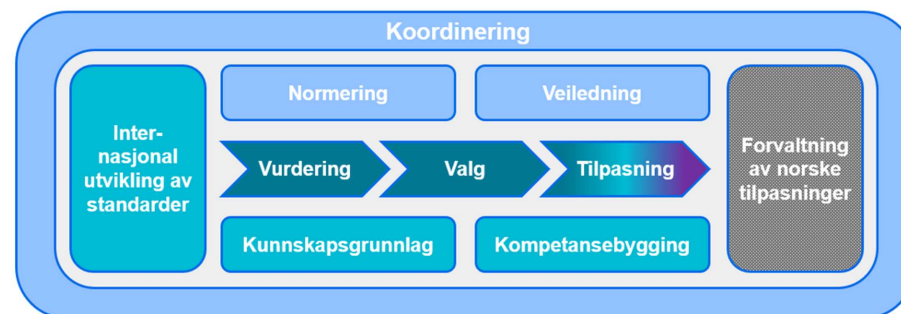 Koordinering
Inter-
nasjonal
utvikling av
standarder
Normering
Veiledning
Vurdering
Valg
Tilpasning
Kunnskapsgrunnlag
Kompetansebygging
Forvaltning
av norske
tilpasninger